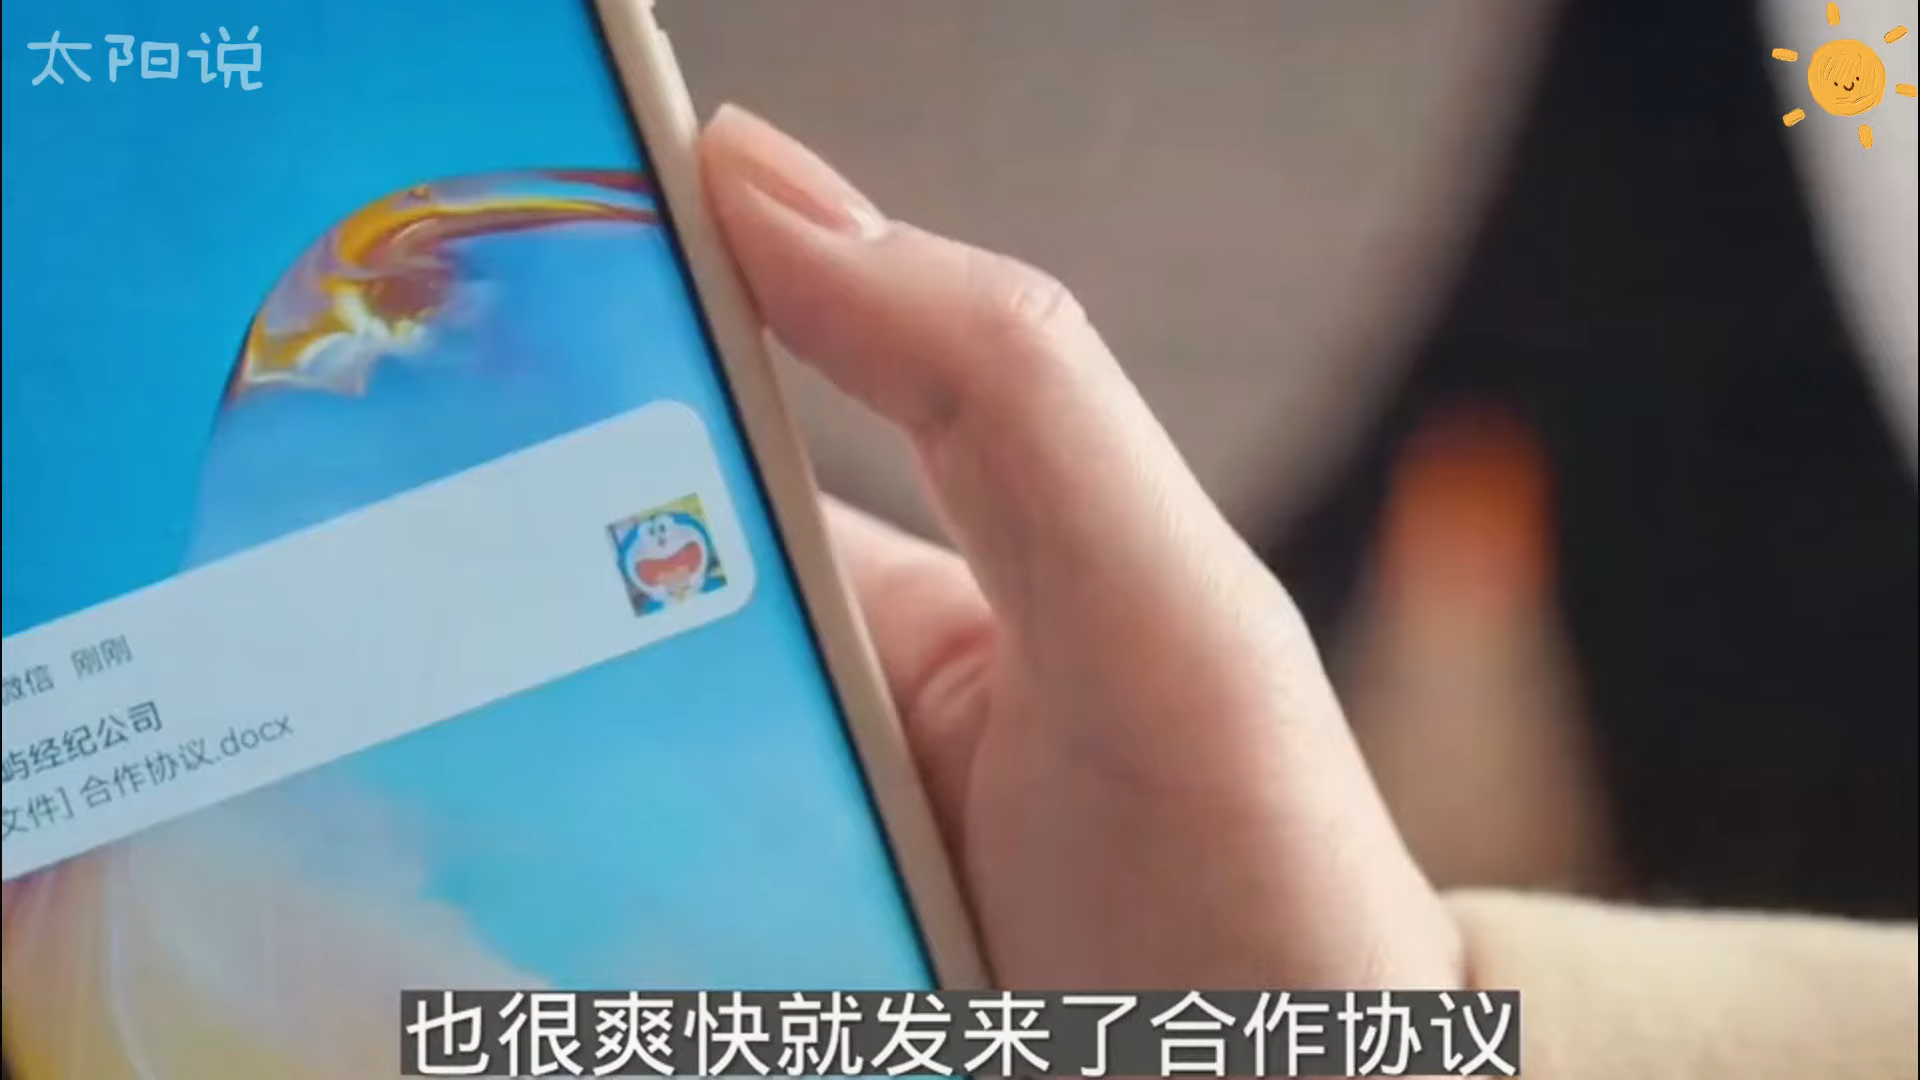 太阳说
微信 刚刚
屿经纪公司
文件] 合作协议.docx
也很爽快就发来了合作协议